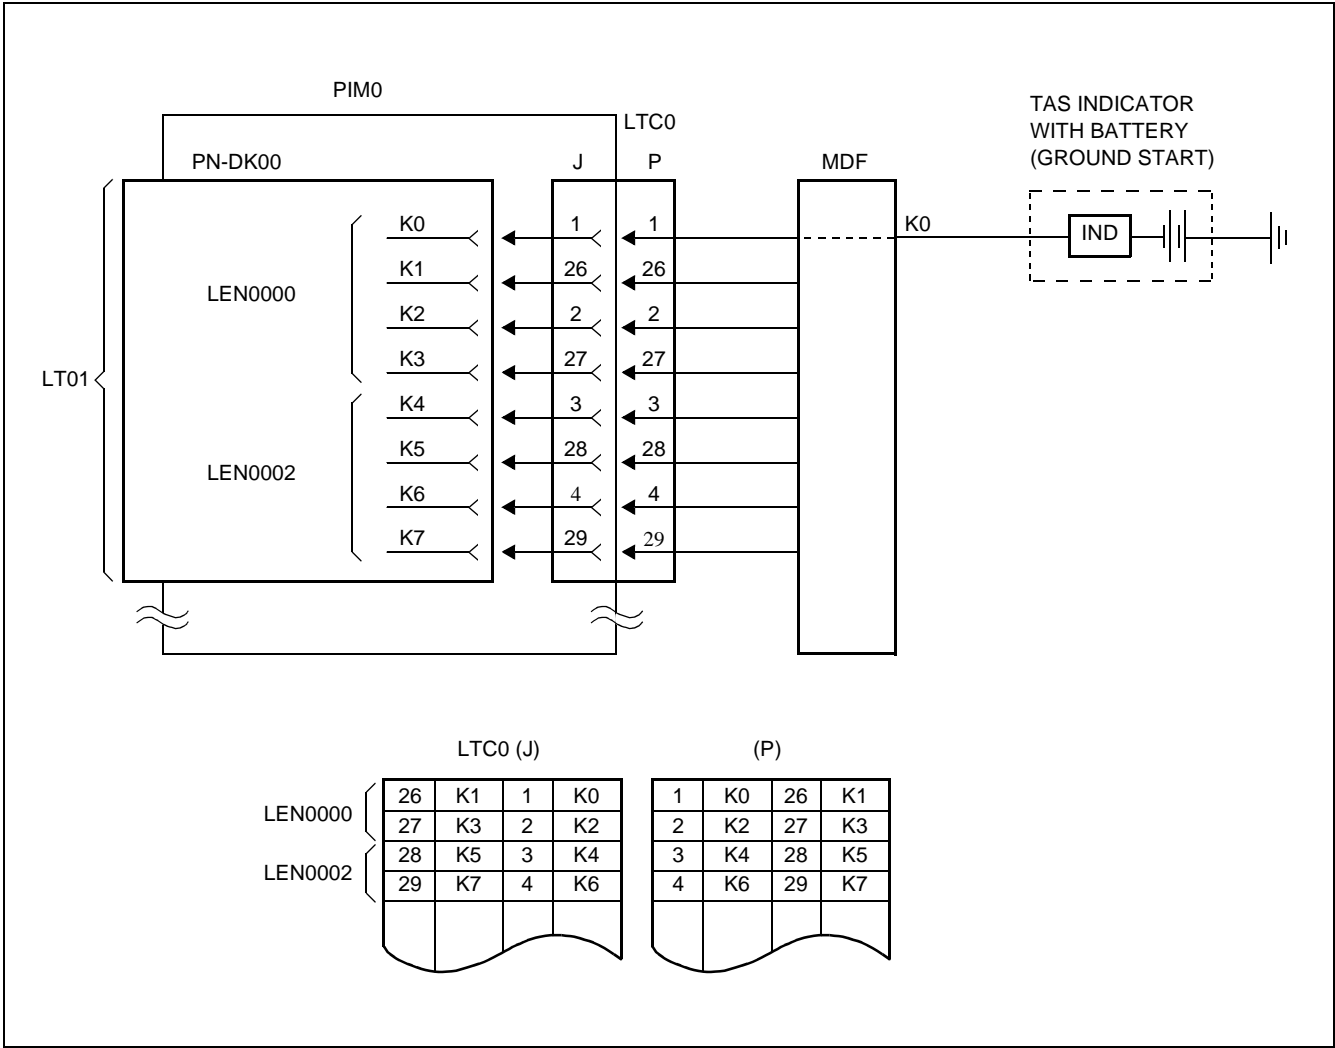 PIM0
TAS INDICATOR
WITH BATTERY
(GROUND START)
LTC0
PN-DK00 J P MDF
K0 1 1 K0 IND
K1 26 26
LEN0000
K2 2 2
K3 27 27
LT01
K4 3 3
K5 28 28
LEN0002
K6 4 4
K7 29 29
LTC0 (J) (P)
26 K1 1 K0 1 K0 26 K1
LEN0000
27 K3 2 K2 2 K2 27 K3
28 K5 3 K4 3 K4 28 K5
LEN0002
29 K7 4 K6 4 K6 29 K7